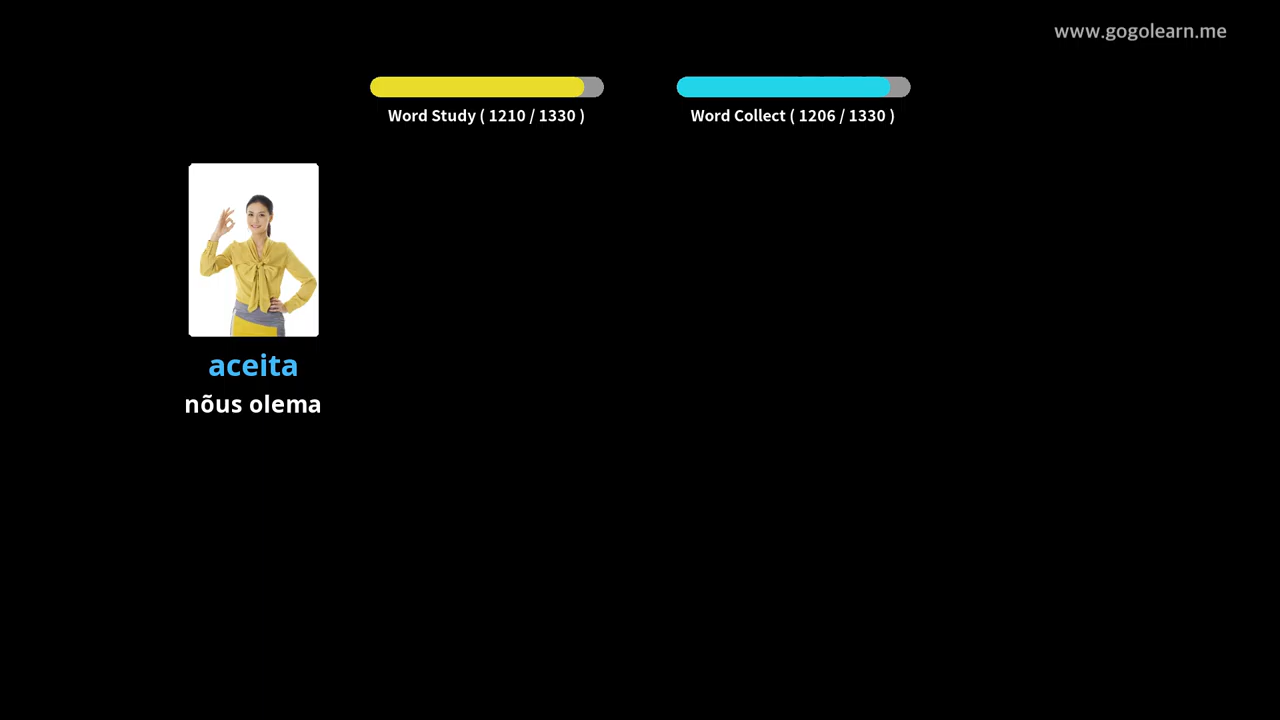 www.gogolearn.me
Word Study ( 1210 / 1330 )
Word Collect ( 1206 / 1330 )
aceita
nõus olema